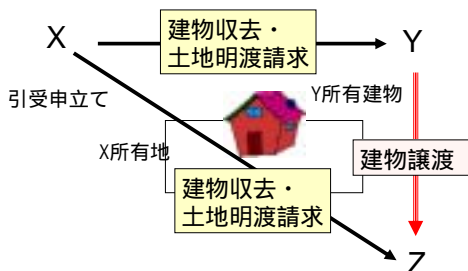 X
建物収去・
土地明渡請求
Y
引受申立て
Y所有建物
X所有地
建物譲渡
建物収去・
土地明渡請求
Z